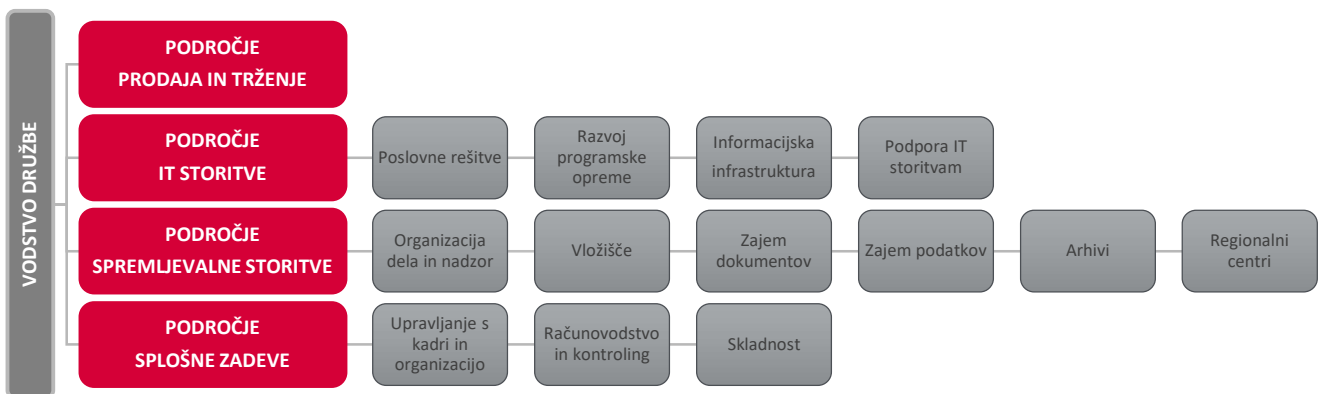 VODSTVO DRUŽBE
PODROČJE
PRODAJA IN TRŽENJE
PODROČJE
IT STORITVE
Poslovne rešitve
Razvoj
programske
opreme
Informacijska
infrastruktura
Podpora IT
storitvam
PODROČJE
SPREMLJEVALNE STORITVE
Organizacija
dela in nadzor
Vložišče
Zajem
dokumentov
Zajem podatkov
Arhivi
Regionalni
centri
PODROČJE
SPLOŠNE ZADEVE
Upravljanje s
kadri in
organizacijo
Računovodstvo
in kontroling
Skladnost